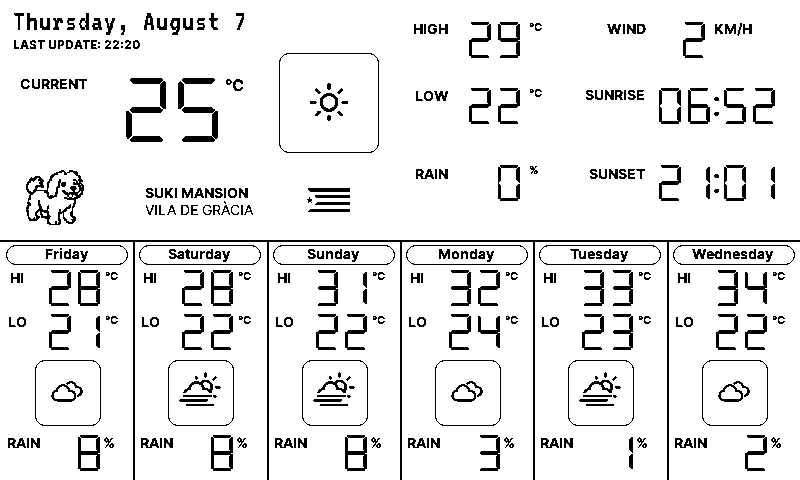 Thursday, August 7
LAST UPDATE: 22:20
CURRENT 25 °C
HIGH 29 °C
LOW 22 °C
RAIN 0 %
WIND 2 KM/H
SUNRISE 06:52
SUNSET 21:01
SUKI MANSION
VILA DE GRÀCIA
Friday
HI 28 °C
LO 21 °C
RAIN 8 %
Saturday
HI 28 °C
LO 22 °C
RAIN 8 %
Sunday
HI 31 °C
LO 22 °C
RAIN 8 %
Monday
HI 32 °C
LO 24 °C
RAIN 3 %
Tuesday
HI 33 °C
LO 23 °C
RAIN 1 %
Wednesday
HI 34 °C
LO 22 °C
RAIN 2 %